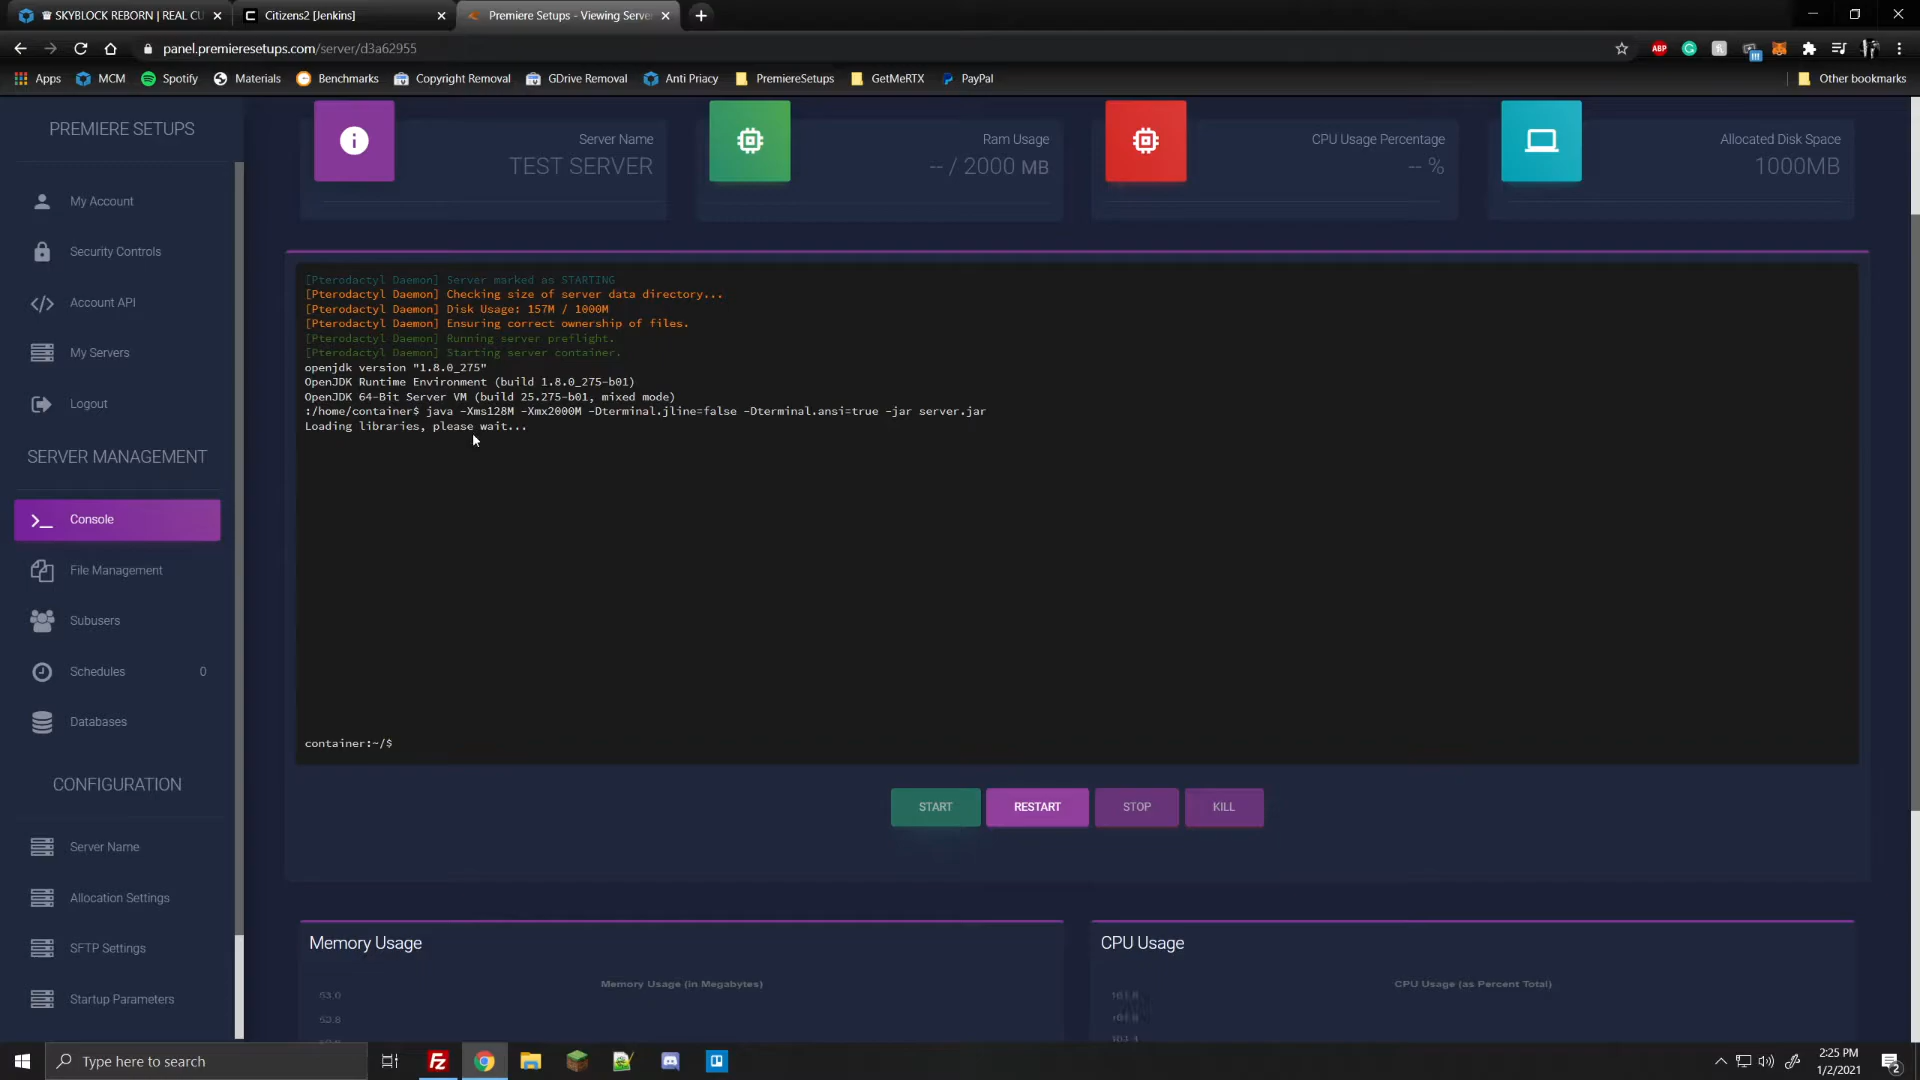 SKYBLOCK REBORN | REAL CU
Citizens2 [Jenkins]
Premiere Setups - Viewing Serve
panel.premieresetups.com/server/d3a62955
ABP
Apps
MCM
Spotify
Materials
Benchmarks
Copyright Removal
GDrive Removal
Anti Pricacy
PremiereSetups
GetMeRTX
PayPal
Other bookmarks
PREMIERE SETUPS
My Account
Security Controls
Account API
My Servers
Logout
SERVER MANAGEMENT
Console
File Management
Subusers
Schedules 0
Databases
CONFIGURATION
Server Name
Allocation Settings
SFTP Settings
Startup Parameters
Server Name
TEST SERVER
Ram Usage
-- / 2000 MB
CPU Usage Percentage
-- %
Allocated Disk Space
1000MB
[Pterodactyl Daemon] Server marked as STARTING
[Pterodactyl Daemon] Checking size of server data directory...
[Pterodactyl Daemon] Disk Usage: 157M / 1000M
[Pterodactyl Daemon] Ensuring correct ownership of files.
[Pterodactyl Daemon] Running server preflight.
[Pterodactyl Daemon] Starting server container.
openjdk version "1.8.0_275"
OpenJDK Runtime Environment (build 1.8.0_275-b01)
OpenJDK 64-Bit Server VM (build 25.275-b01, mixed mode)
:/home/container$ java -Xms128M -Xmx2000M -Dterminal.jline=false -Dterminal.ansi=true -jar server.jar
Loading libraries, please wait...
container:~/$
START
RESTART
STOP
KILL
Memory Usage
Memory Usage (in Megabytes)
CPU Usage
CPU Usage (as Percent Total)
Type here to search
2:25 PM
1/2/2021
2